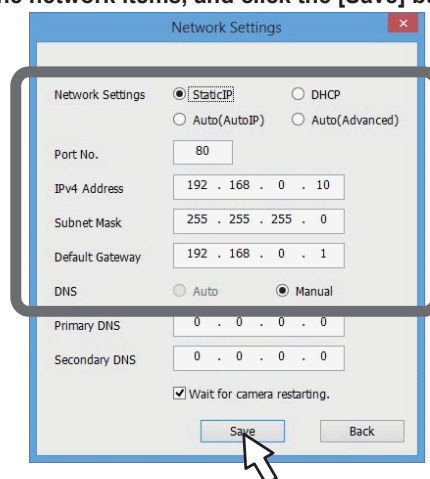 ne network items, and click the [Save] b
Network Settings
×
Network Settings StaticIP DHCP
Auto(AutoIP) Auto(Advanced)
Port No. 80
IPv4 Address 192 . 168 . 0 . 10
Subnet Mask 255 . 255 . 255 . 0
Default Gateway 192 . 168 . 0 . 1
DNS Auto Manual
Primary DNS 0 . 0 . 0 . 0
Secondary DNS 0 . 0 . 0 . 0
Wait for camera restarting.
Save Back